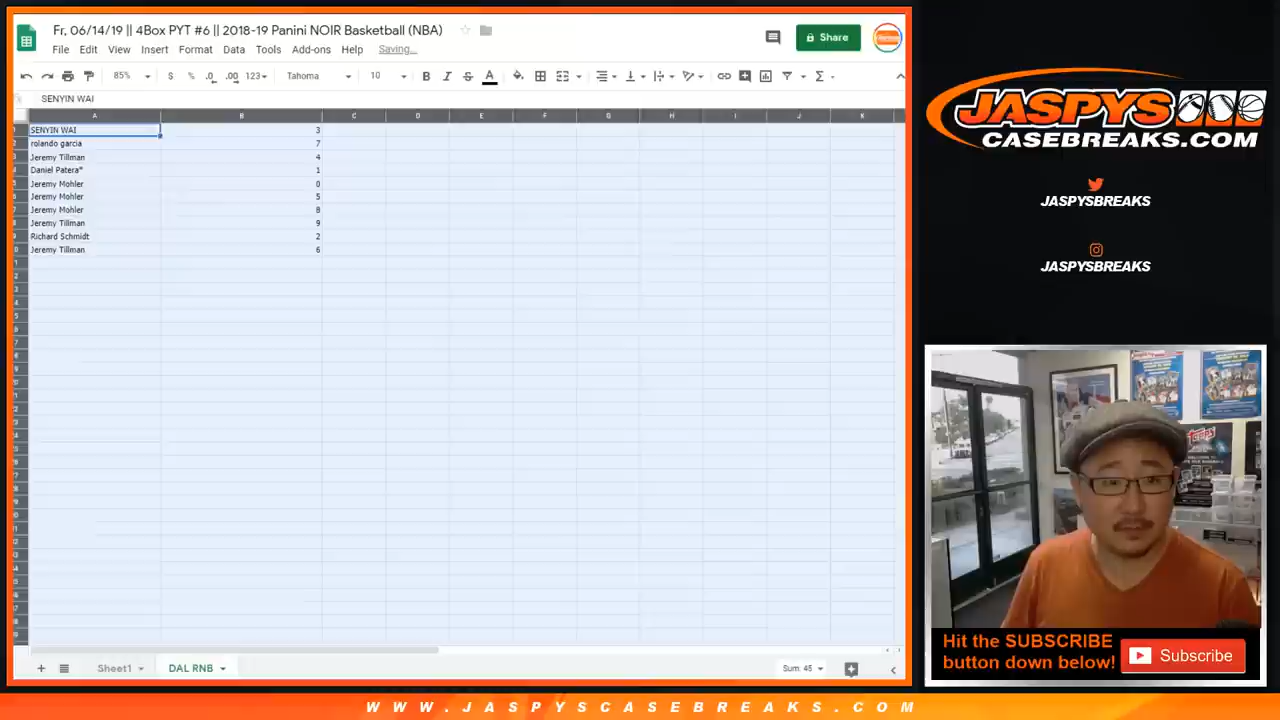 Fr, 06/14/19 || 4Box PYT #6 || 2018-19 Panini NOIR Basketball (NBA)
File Edit View Insert Format Data Tools Add-ons Help Saving...
Share
85% $ % .0 .00 123 Tahoma 10 B I S A
SENYIN WAI
A B C D E F G H I J K
SENYIN WAI 3
rolando garcia 7
Jeremy Tillman 4
Daniel Patera* 1
Jeremy Mohler 0
Jeremy Mohler 5
Jeremy Mohler 8
Jeremy Tillman 9
Richard Schmidt 2
Jeremy Tillman 6
Sheet1 DAL RNB Sum: 45
JASPYS
CASEBREAKS.COM
JASPYSBREAKS
JASPYSBREAKS
Topps
Hit the SUBSCRIBE
button down below!
Subscribe
WWW.JASPYSCASEBREAKS.COM